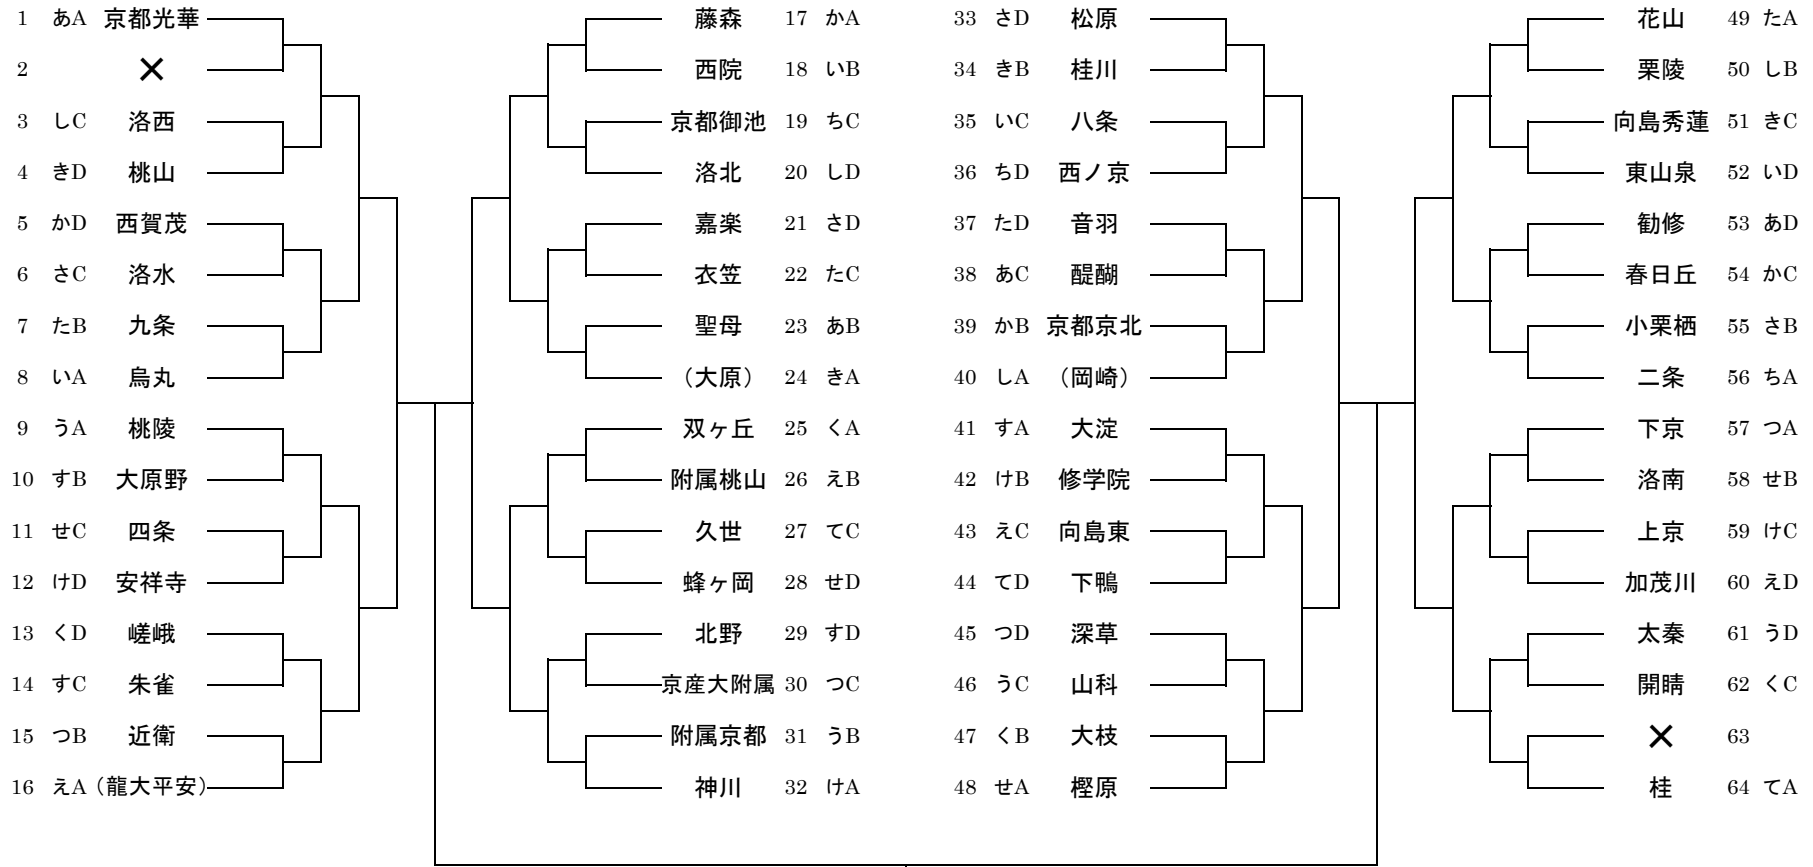 1 あA 京都光華
2 ✕
3 しC 洛西
4 きD 桃山
5 かD 西賀茂
6 さC 洛水
7 たB 九条
8 いA 烏丸
9 うA 桃陵
10 すB 大原野
11 せC 四条
12 けD 安祥寺
13 くD 嵯峨
14 すC 朱雀
15 つB 近衛
16 えA （龍大平安）
藤森 17 かA
西院 18 いB
京都御池 19 ちC
洛北 20 しD
嘉楽 21 さD
衣笠 22 たC
聖母 23 あB
（大原） 24 きA
双ヶ丘 25 くA
附属桃山 26 えB
久世 27 てC
蜂ヶ岡 28 せD
北野 29 すD
京産大附属 30 つC
附属京都 31 うB
神川 32 けA
33 さD 松原
34 きB 桂川
35 いC 八条
36 ちD 西ノ京
37 たD 音羽
38 あC 醍醐
39 かB 京都京北
40 しA （岡崎）
41 すA 大淀
42 けB 修学院
43 えC 向島東
44 てD 下鴨
45 つD 深草
46 うC 山科
47 くB 大枝
48 せA 樫原
花山 49 たA
栗陵 50 しB
向島秀蓮 51 きC
東山泉 52 いD
勧修 53 あD
春日丘 54 かC
小栗栖 55 さB
二条 56 ちA
下京 57 つA
洛南 58 せB
上京 59 けC
加茂川 60 えD
太秦 61 うD
開睛 62 くC
✕ 63
桂 64 てA